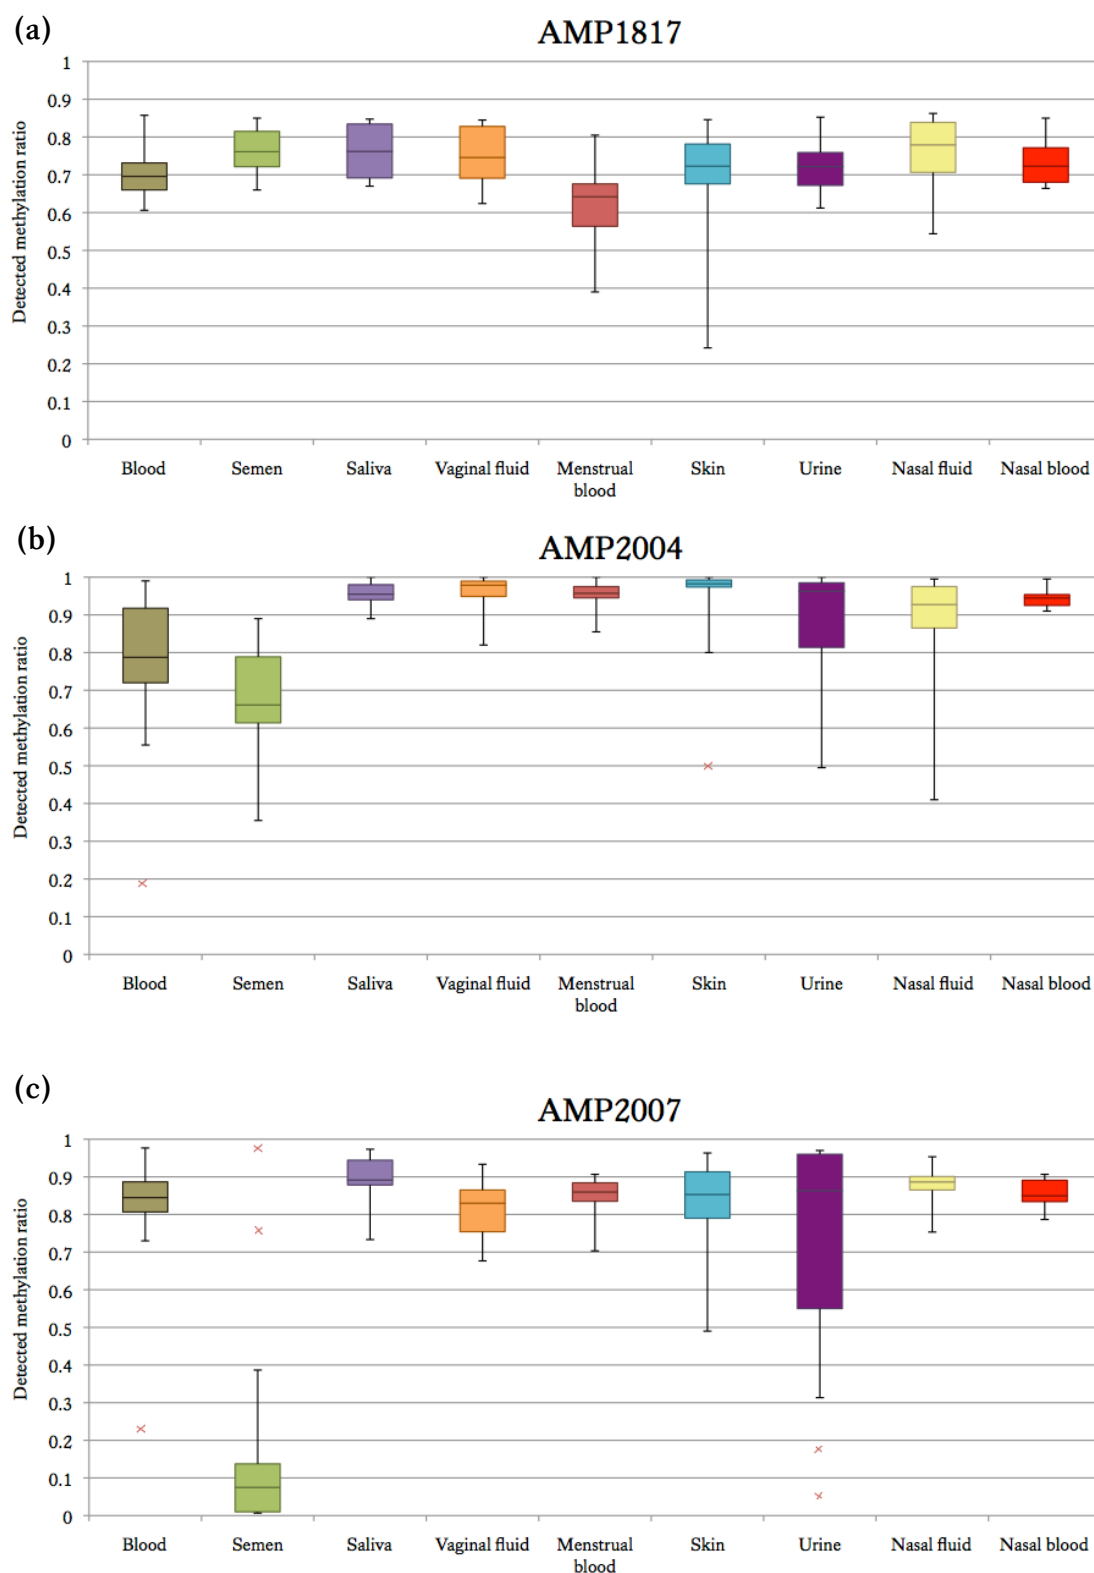 (a)
AMP1817
Detected methylation ratio
1
0.9
0.8
0.7
0.6
0.5
0.4
0.3
0.2
0.1
0
Blood Semen Saliva Vaginal fluid Menstrual Skin Urine Nasal fluid Nasal blood
blood
(b)
AMP2004
Detected methylation ratio
1
0.9
0.8
0.7
0.6
0.5
0.4
0.3
0.2
0.1
0
Blood Semen Saliva Vaginal fluid Menstrual Skin Urine Nasal fluid Nasal blood
blood
(c)
AMP2007
Detected methylation ratio
1
0.9
0.8
0.7
0.6
0.5
0.4
0.3
0.2
0.1
0
Blood Semen Saliva Vaginal fluid Menstrual Skin Urine Nasal fluid Nasal blood
blood